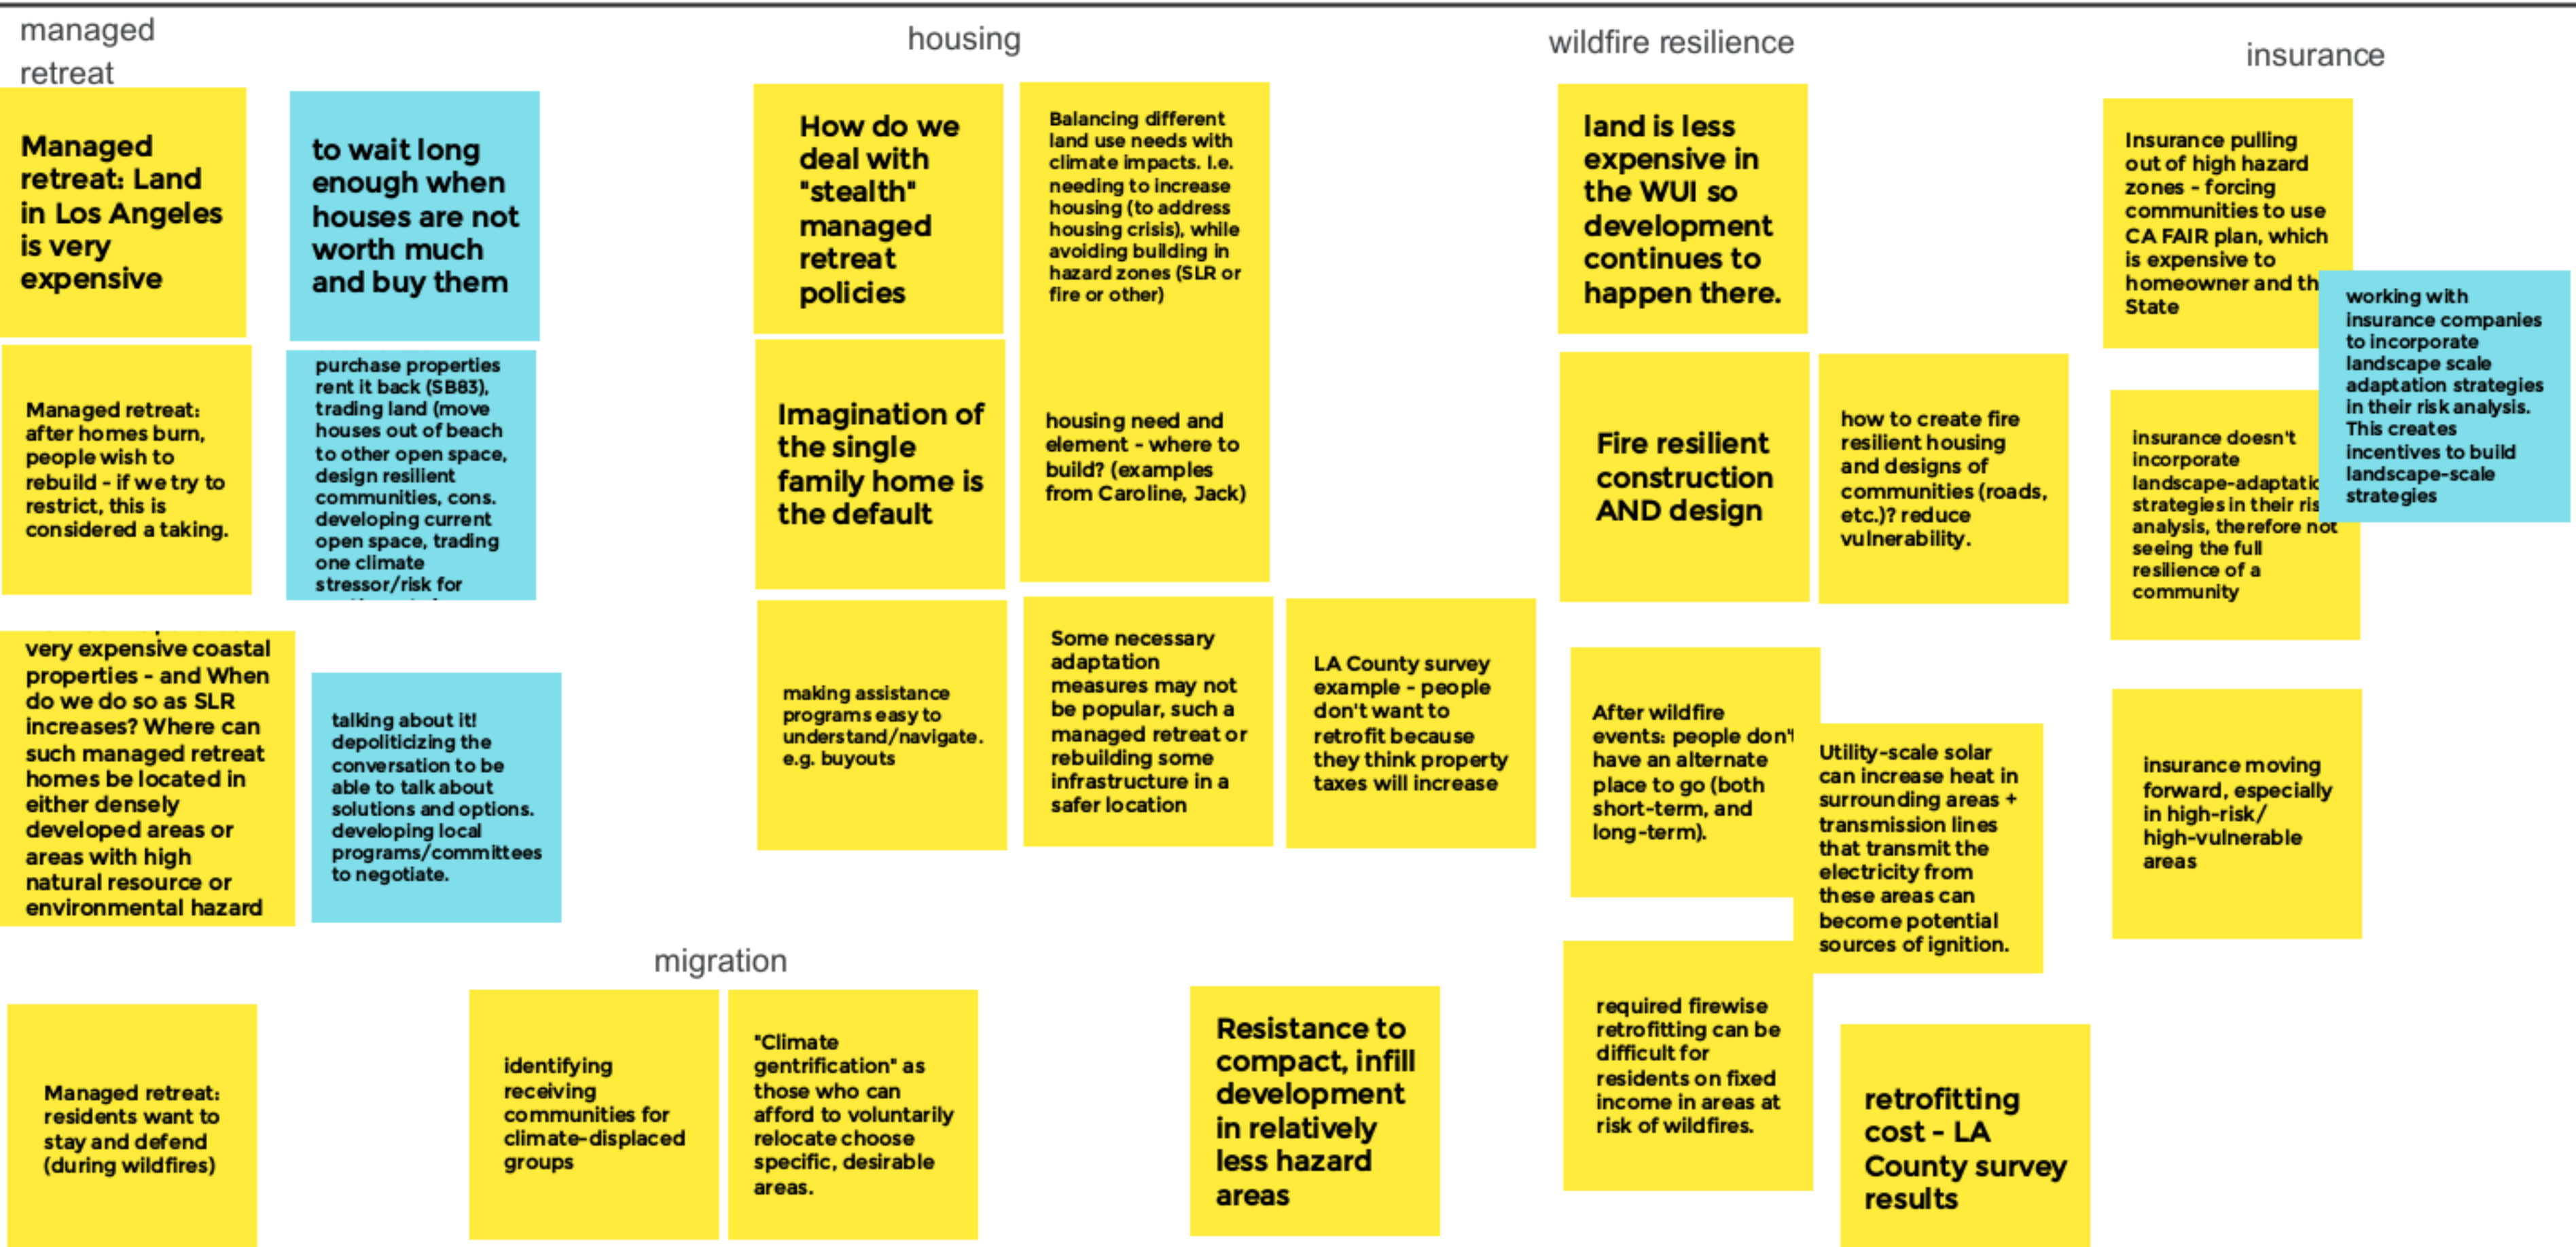 managed
retreat
Managed
retreat: Land
in Los Angeles
is very
expensive
to wait long
enough when
houses are not
worth much
and buy them
Managed retreat:
after homes burn,
people wish to
rebuild - if we try to
restrict, this is
considered a taking.
purchase properties
rent it back (SB83),
trading land (move
houses out of beach
to other open space,
design resilient
communities, cons.
developing current
open space, trading
one climate
stressor/risk for
very expensive coastal
properties - and When
do we do so as SLR
increases? Where can
such managed retreat
homes be located in
either densely
developed areas or
areas with high
natural resource or
environmental hazard
talking about it!
depoliticizing the
conversation to be
able to talk about
solutions and options.
developing local
programs/committees
to negotiate.
Managed retreat:
residents want to
stay and defend
(during wildfires)
housing
How do we
deal with
"stealth"
managed
retreat
policies
Balancing different
land use needs with
climate impacts. I.e.
needing to increase
housing (to address
housing crisis), while
avoiding building in
hazard zones (SLR or
fire or other)
Imagination of
the single
family home is
the default
housing need and
element - where to
build? (examples
from Caroline, Jack)
making assistance
programs easy to
understand/navigate.
e.g. buyouts
Some necessary
adaptation
measures may not
be popular, such a
managed retreat or
rebuilding some
infrastructure in a
safer location
LA County survey
example - people
don't want to
retrofit because
they think property
taxes will increase
migration
identifying
receiving
communities for
climate-displaced
groups
"Climate
gentrification" as
those who can
afford to voluntarily
relocate choose
specific, desirable
areas.
Resistance to
compact, infill
development
in relatively
less hazard
areas
wildfire resilience
land is less
expensive in
the WUI so
development
continues to
happen there.
Fire resilient
construction
AND design
how to create fire
resilient housing
and designs of
communities (roads,
etc.)? reduce
vulnerability.
After wildfire
events: people don't
have an alternate
place to go (both
short-term, and
long-term).
Utility-scale solar
can increase heat in
surrounding areas +
transmission lines
that transmit the
electricity from
these areas can
become potential
sources of ignition.
required firewise
retrofitting can be
difficult for
residents on fixed
income in areas at
risk of wildfires.
retrofitting
cost - LA
County survey
results
insurance
Insurance pulling
out of high hazard
zones - forcing
communities to use
CA FAIR plan, which
is expensive to
homeowner and th
State
working with
insurance companies
to incorporate
landscape scale
adaptation strategies
in their risk analysis.
This creates
incentives to build
landscape-scale
strategies
insurance doesn't
incorporate
landscape-adaptatic
strategies in their ris
analysis, therefore not
seeing the full
resilience of a
community
insurance moving
forward, especially
in high-risk/
high-vulnerable
areas